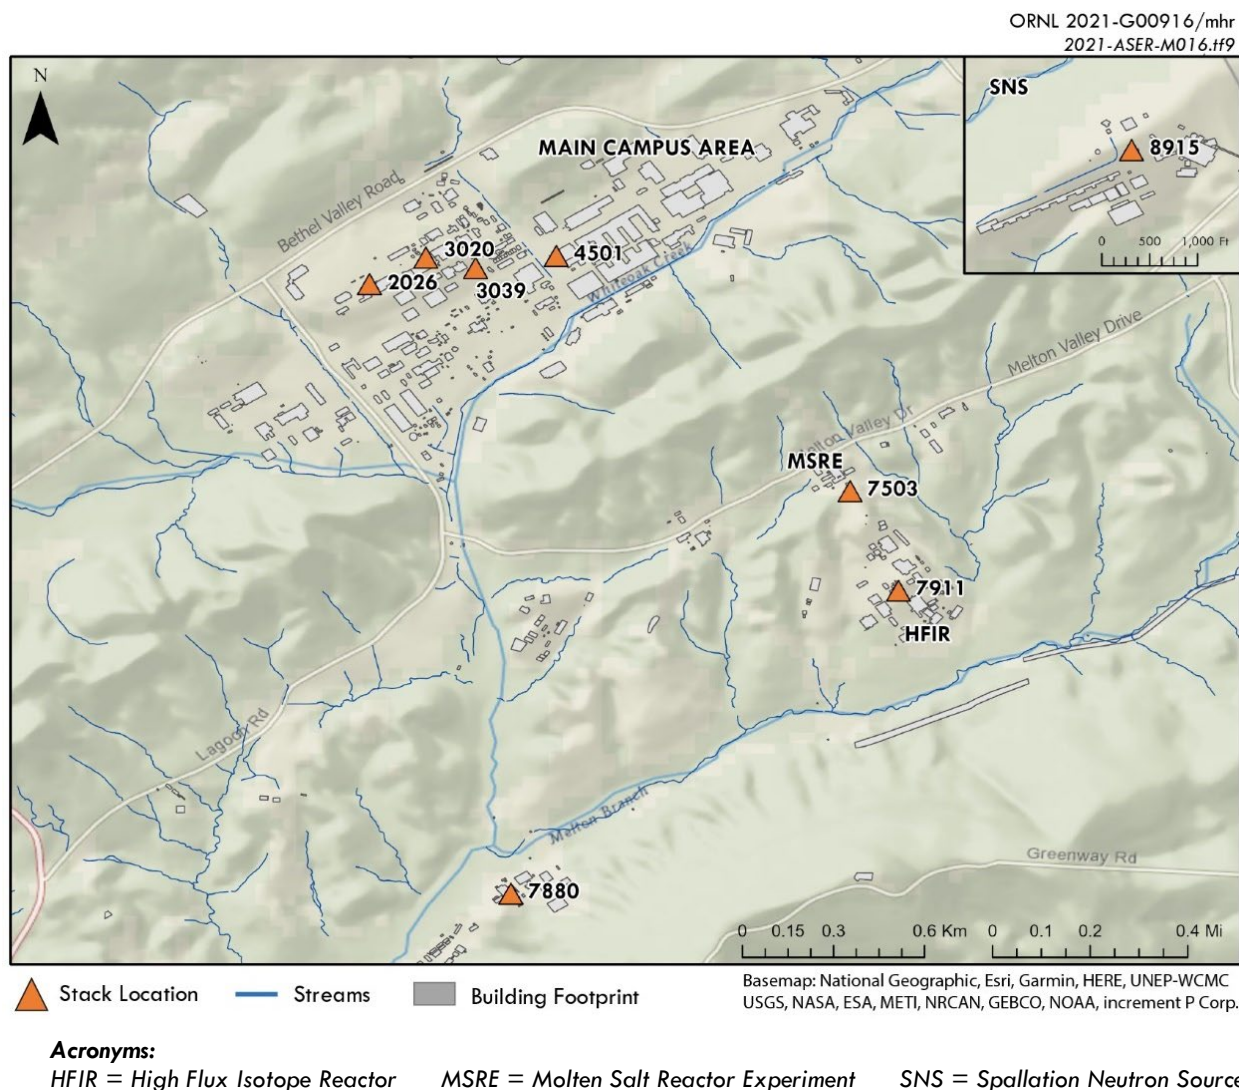 ORNL 2021-G00916/mhr
2021-ASER-M016.tf9
N
SNS
8915
0 500 1,000 Ft
MAIN CAMPUS AREA
Bethel Valley Road
3020
4501
2026
3039
Whiteoak Creek
Melton Valley Drive
Melton Valley Dr
MSRE
7503
7911
HFIR
Lagoon Rd
Melton Branch
Greenway Rd
7880
0 0.15 0.3 0.6 Km 0 0.1 0.2 0.4 Mi
Stack Location Streams Building Footprint
Basemap: National Geographic, Esri, Garmin, HERE, UNEP-WCMC
USGS, NASA, ESA, METI, NRCAN, GEBCO, NOAA, increment P Corp.
Acronyms:
HFIR = High Flux Isotope Reactor MSRE = Molten Salt Reactor Experiment SNS = Spallation Neutron Source